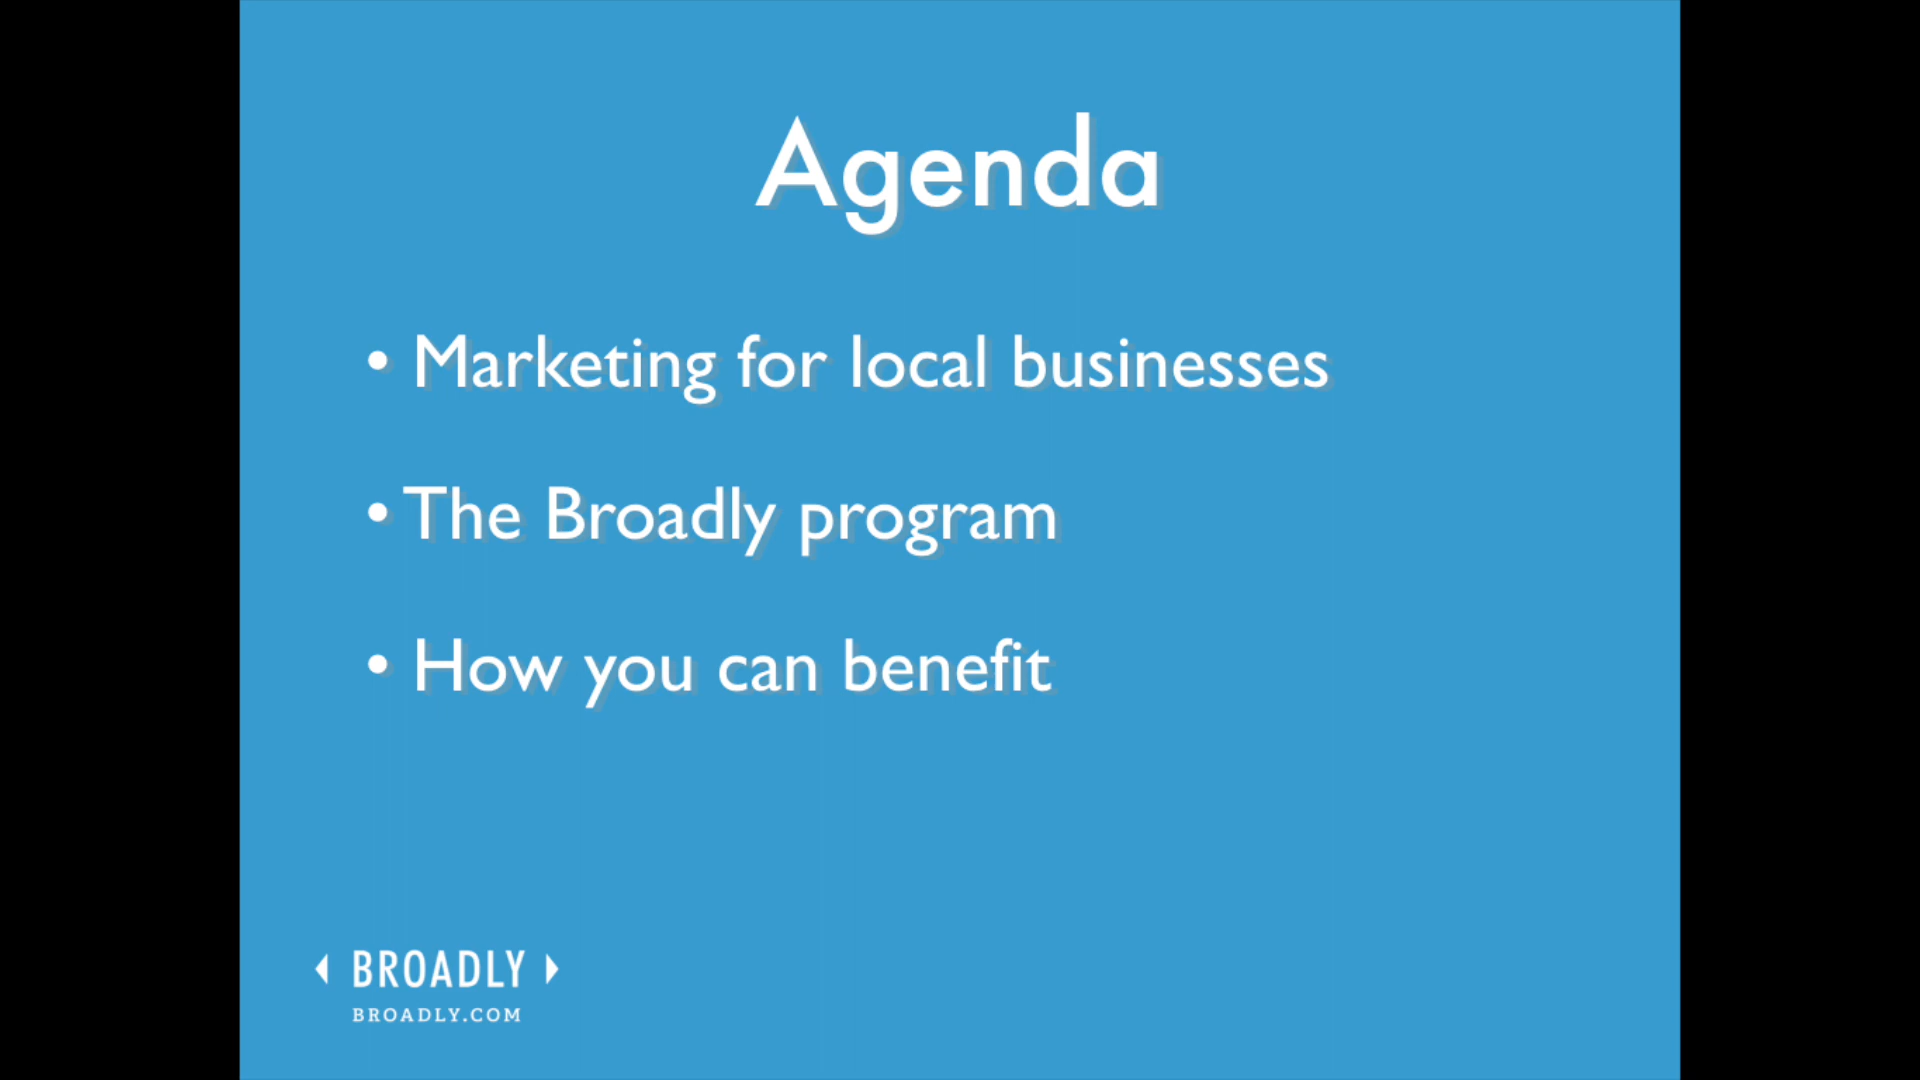 Agenda
• Marketing for local businesses
• The Broadly program
• How you can benefit
BROADLY
BROADLY.COM